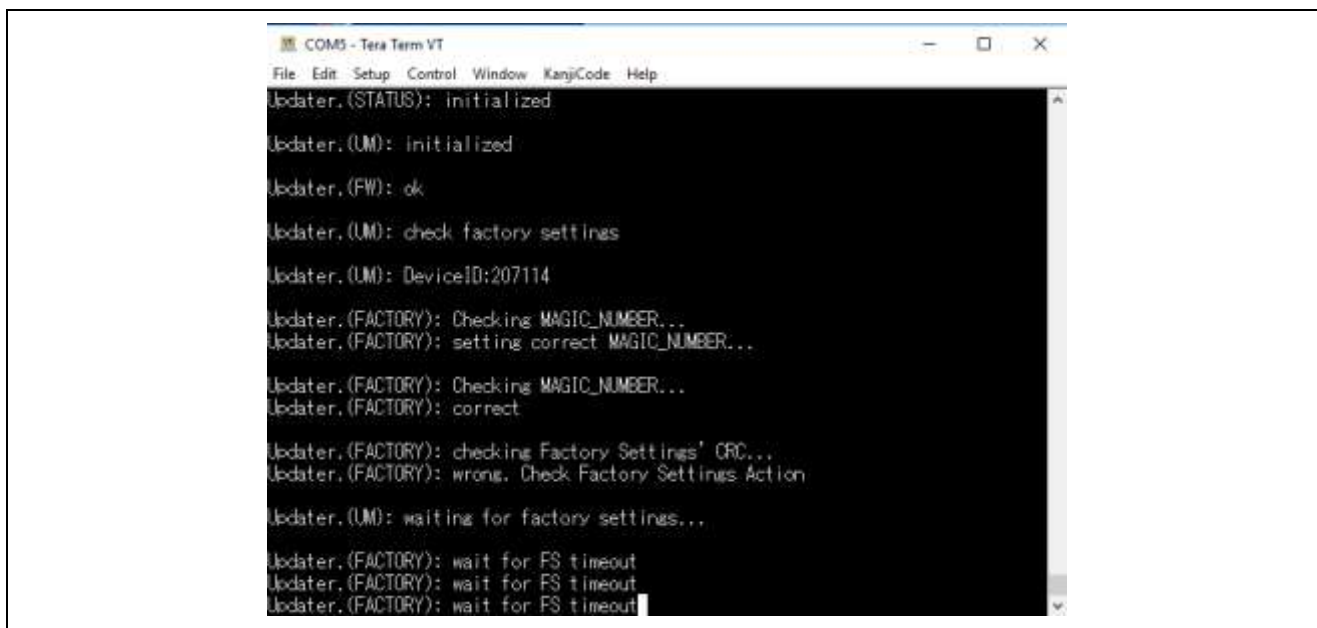 COM5 - Tera Term VT
File Edit Setup Control Window KanjiCode Help
Updater.(STATUS): initialized
Updater.(UM): initialized
Updater.(FW): ok
Updater.(UM): check factory settings
Updater.(UM): DeviceID:207114
Updater.(FACTORY): Checking MAGIC_NUMBER...
Updater.(FACTORY): setting correct MAGIC_NUMBER...
Updater.(FACTORY): Checking MAGIC_NUMBER...
Updater.(FACTORY): correct
Updater.(FACTORY): checking Factory Settings' CRC...
Updater.(FACTORY): wrong. Check Factory Settings Action
Updater.(UM): waiting for factory settings...
Updater.(FACTORY): wait for FS timeout
Updater.(FACTORY): wait for FS timeout
Updater.(FACTORY): wait for FS timeout